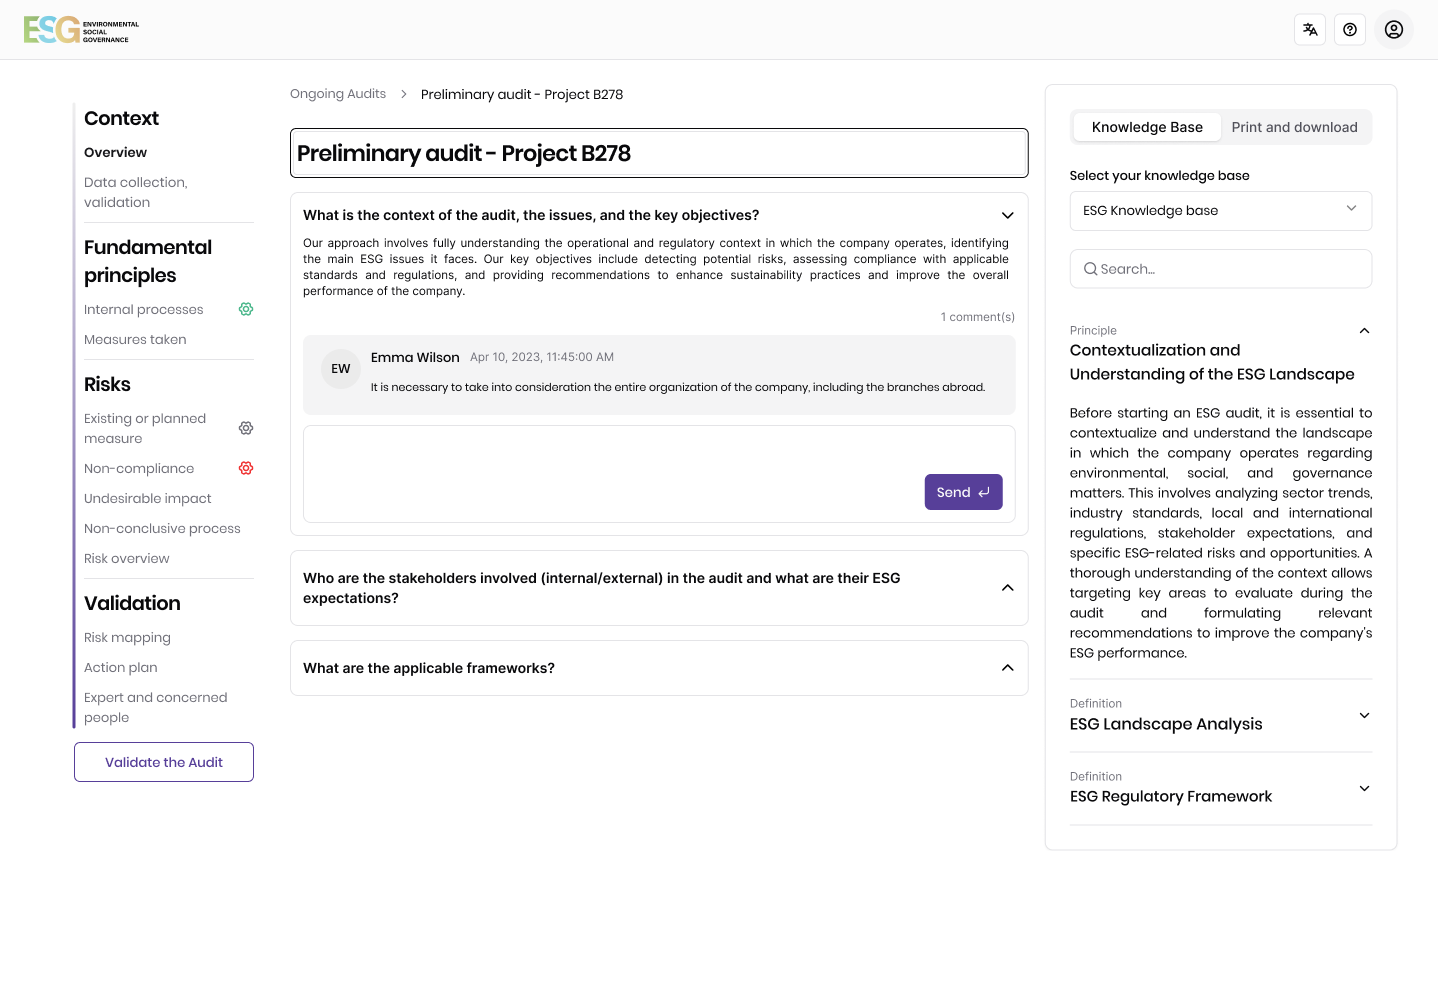 ESG ENVIRONMENTAL
SOCIAL
GOVERNANCE
Context
Overview
Data collection,
validation
Fundamental
principles
Internal processes
Measures taken
Risks
Existing or planned
measure
Non-compliance
Undesirable impact
Non-conclusive process
Risk overview
Validation
Risk mapping
Action plan
Expert and concerned
people
Validate the Audit
Ongoing Audits > Preliminary audit - Project B278
Preliminary audit - Project B278
What is the context of the audit, the issues, and the key objectives?
Our approach involves fully understanding the operational and regulatory context in which the company operates, identifying
the main ESG issues it faces. Our key objectives include detecting potential risks, assessing compliance with applicable
standards and regulations, and providing recommendations to enhance sustainability practices and improve the overall
performance of the company.
1 comment(s)
EW
Emma Wilson Apr 10, 2023, 11:45:00 AM
It is necessary to take into consideration the entire organization of the company, including the branches abroad.
Send
Who are the stakeholders involved (internal/external) in the audit and what are their ESG
expectations?
What are the applicable frameworks?
Knowledge Base Print and download
Select your knowledge base
ESG Knowledge base
Search...
Principle
Contextualization and
Understanding of the ESG Landscape
Before starting an ESG audit, it is essential to
contextualize and understand the landscape
in which the company operates regarding
environmental, social, and governance
matters. This involves analyzing sector trends,
industry standards, local and international
regulations, stakeholder expectations, and
specific ESG-related risks and opportunities. A
thorough understanding of the context allows
targeting key areas to evaluate during the
audit and formulating relevant
recommendations to improve the company's
ESG performance.
Definition
ESG Landscape Analysis
Definition
ESG Regulatory Framework